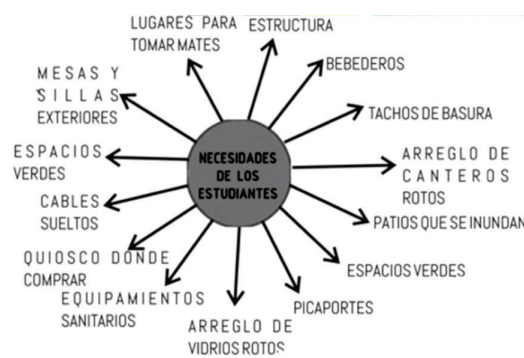 LUGARES PARA
TOMAR MATES
ESTRUCTURA
BEBEDEROS
TACHOS DE BASURA
ARREGLO DE
CANTEROS
ROTOS
PATIOS QUE SE INUNDAN
ESPACIOS VERDES
PICAPORTES
ARREGLO DE
VIDRIOS ROTOS
EQUIPAMIENTOS
SANITARIOS
QUIOSCO DONDE
COMPRAR
CABLES
SUELTOS
ESPACIOS
VERDES
MESAS Y
SILLAS
EXTERIORES
NECESIDADES
DE LOS
ESTUDIANTES